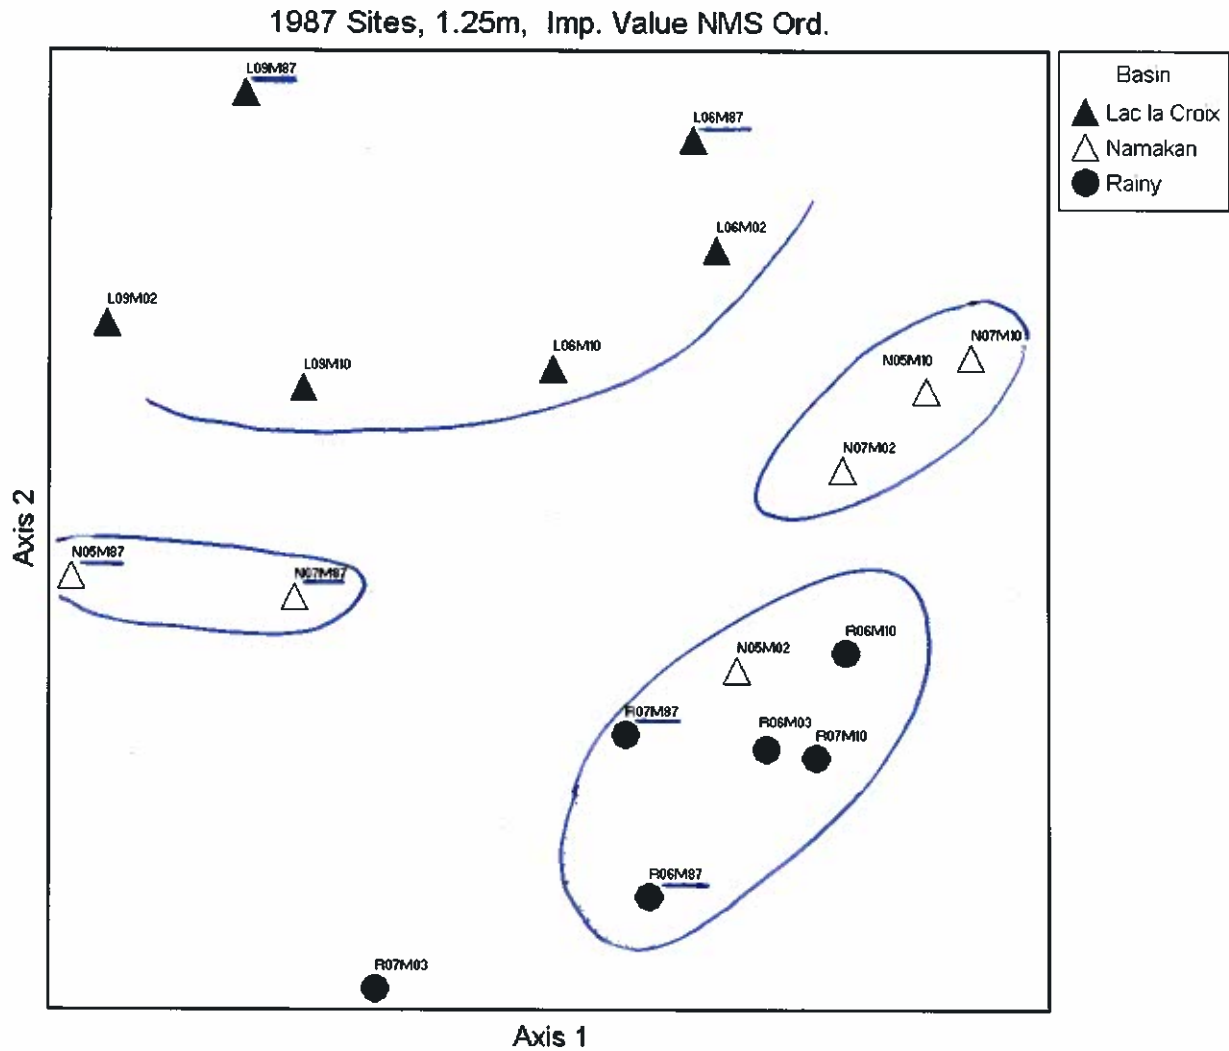 1987 Sites, 1.25m, Imp. Value NMS Ord.
Basin
Lac la Croix
Namakan
Rainy
L09M87
L06M87
L06M02
L09M02
L09M10
L06M10
N07M10
N05M10
N07M02
N05M87
N07M87
N05M02
R06M10
R07M87
R06M03
R07M10
R06M87
R07M03
Axis 2
Axis 1